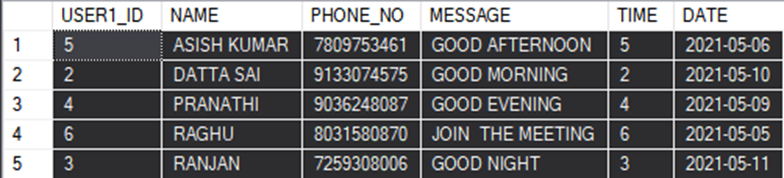 USER1_ID NAME PHONE_NO MESSAGE TIME DATE
1 5 ASISH KUMAR 7809753461 GOOD AFTERNOON 5 2021-05-06
2 2 DATTA SAI 9133074575 GOOD MORNING 2 2021-05-10
3 4 PRANATHI 9036248087 GOOD EVENING 4 2021-05-09
4 6 RAGHU 8031580870 JOIN  THE MEETING 6 2021-05-05
5 3 RANJAN 7259308006 GOOD NIGHT 3 2021-05-11